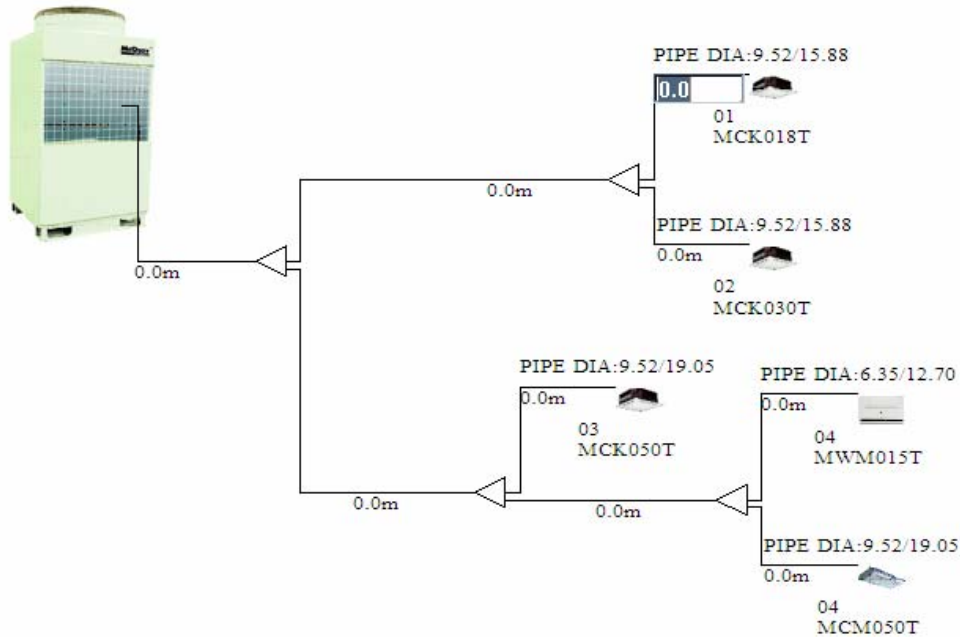 PIPE DIA:9.52/15.88
0.0
01
MCK018T
0.0m
PIPE DIA:9.52/15.88
0.0m
02
MCK030T
0.0m
PIPE DIA:9.52/19.05
0.0m
03
MCK050T
PIPE DIA:6.35/12.70
0.0m
04
MWM015T
0.0m
0.0m
PIPE DIA:9.52/19.05
0.0m
04
MCM050T